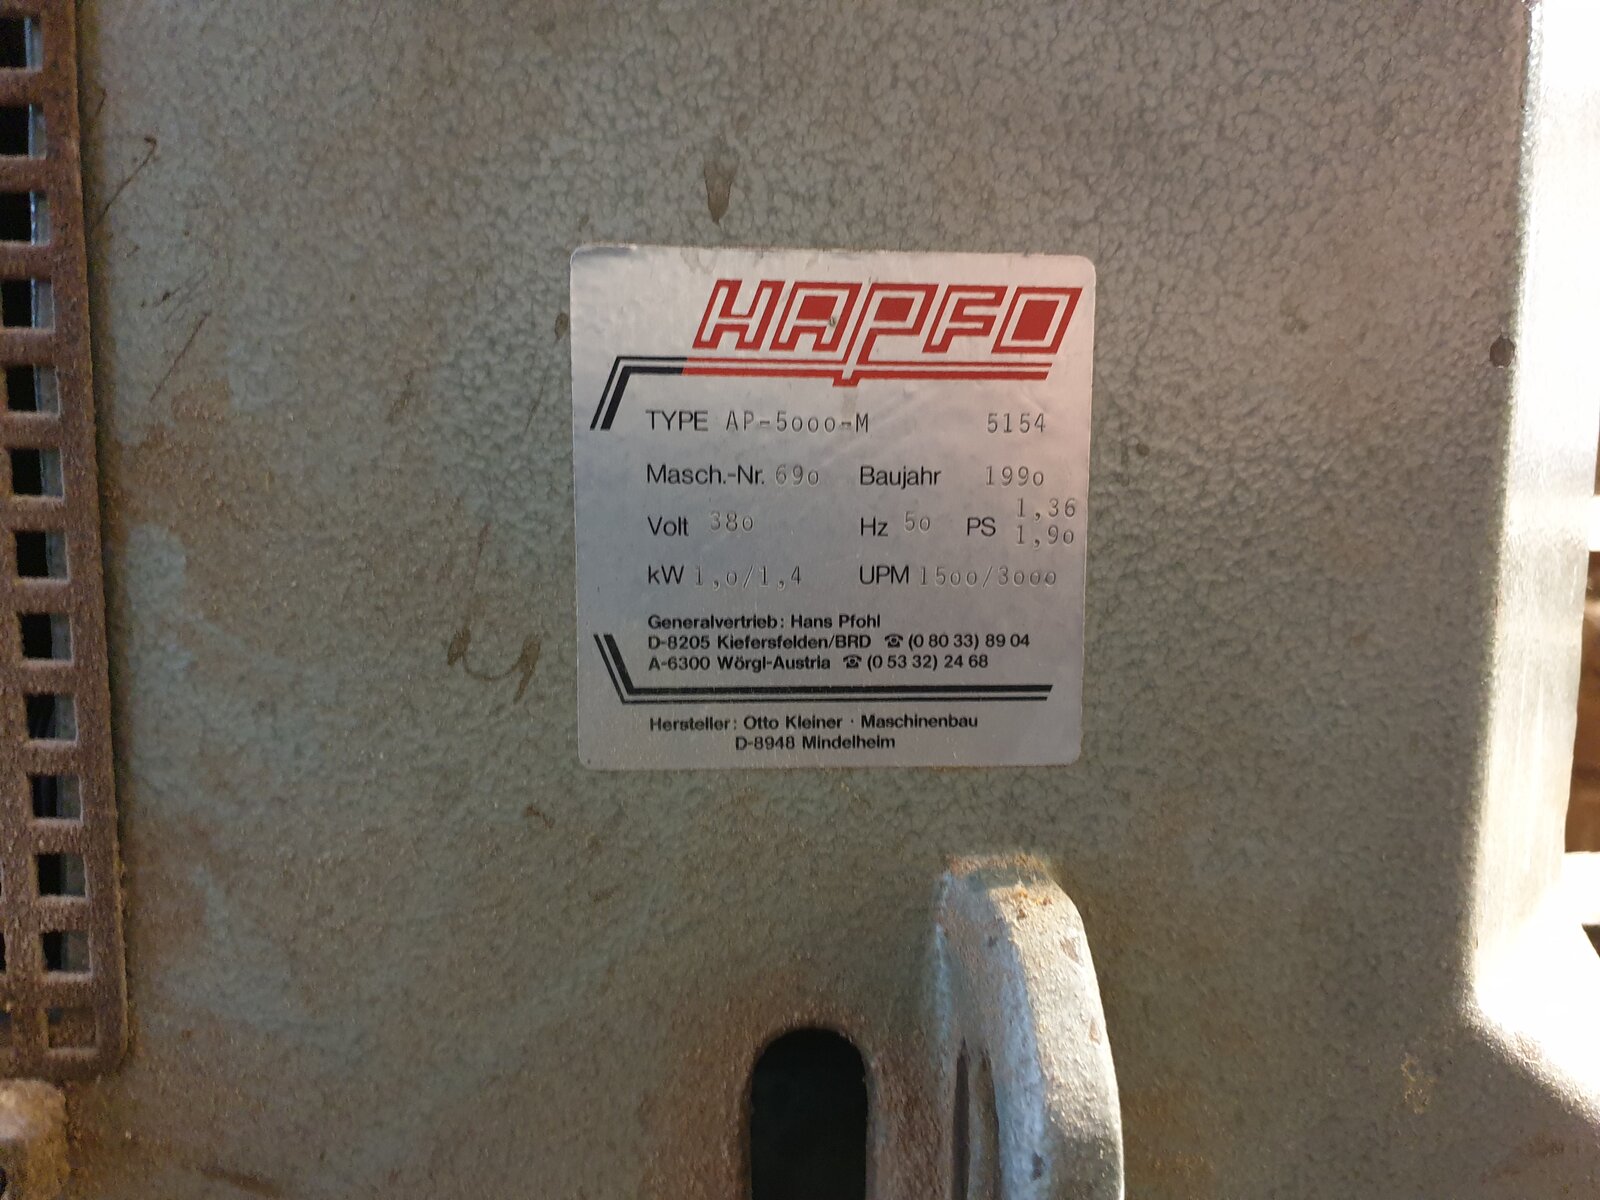 HAPFO
TYPE AP-5000-M 5154
Masch.-Nr. 690 Baujahr 1990
Volt 380 Hz 50 PS 1,36
1,90
kW 1,0/1,4 UPM 1500/3000
Generalvertrieb: Hans Pfohl
D-8205 Kiefersfelden/BRD ☎ (0 80 33) 89 04
A-6300 Wörgl-Austria ☎ (0 53 32) 24 68
Hersteller: Otto Kleiner · Maschinenbau
D-8948 Mindelheim